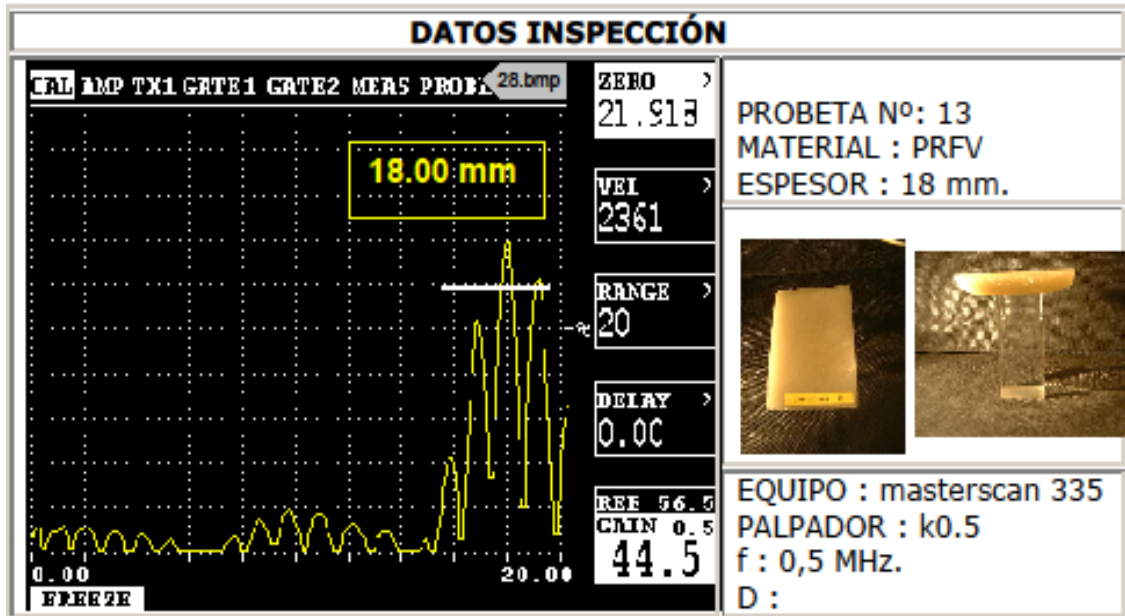 DATOS INSPECCIÓN
CAL AMP TX1 GATE1 GATE2 MEAS PROBE
28.bmp
18.00 mm
0.00
20.00
FREEZE
ZERO >
21.918
VEL >
2361
RANGE >
20
DELAY >
0.00
REF 56.5
GAIN 0.5
44.5
PROBETA Nº: 13
MATERIAL : PRFV
ESPESOR : 18 mm.
EQUIPO : masterscan 335
PALPADOR : k0.5
f : 0,5 MHz.
D :